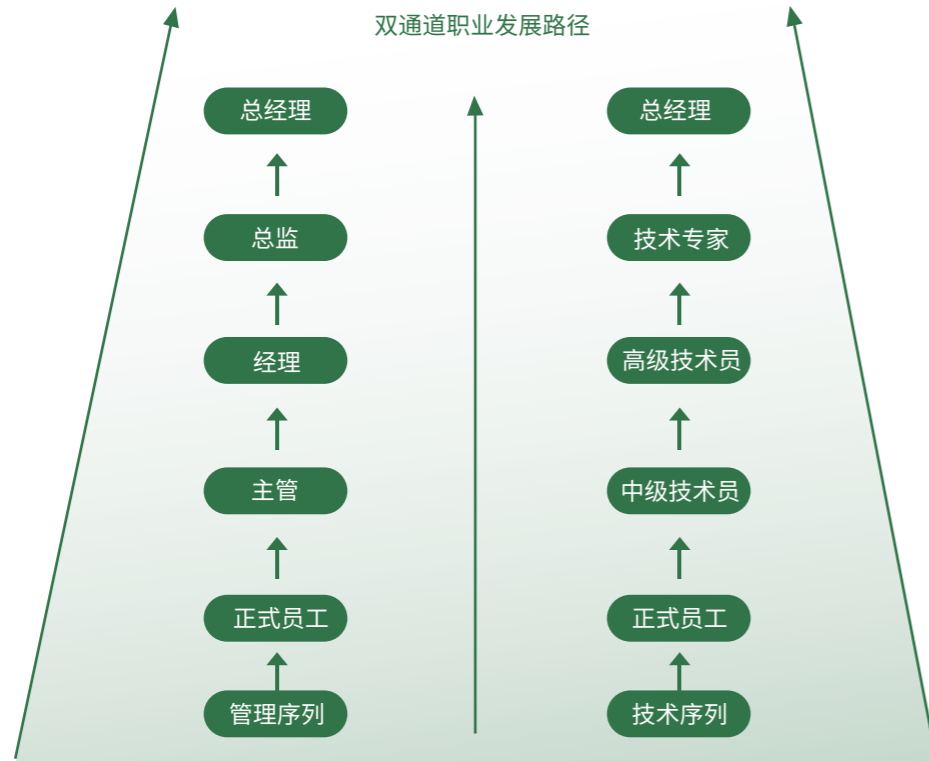 双通道职业发展路径
总经理
总经理
总监
技术专家
经理
高级技术员
主管
中级技术员
正式员工
正式员工
管理序列
技术序列